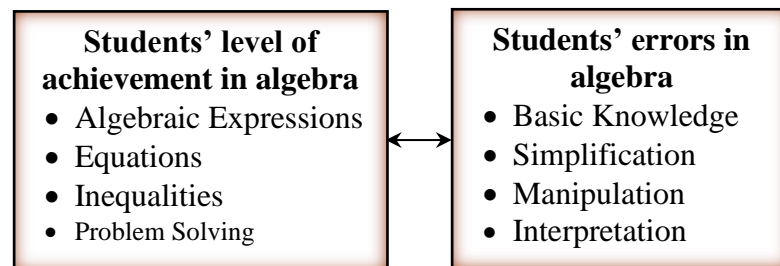 Students’ level of
achievement in algebra
• Algebraic Expressions
• Equations
• Inequalities
• Problem Solving
Students’ errors in
algebra
• Basic Knowledge
• Simplification
• Manipulation
• Interpretation